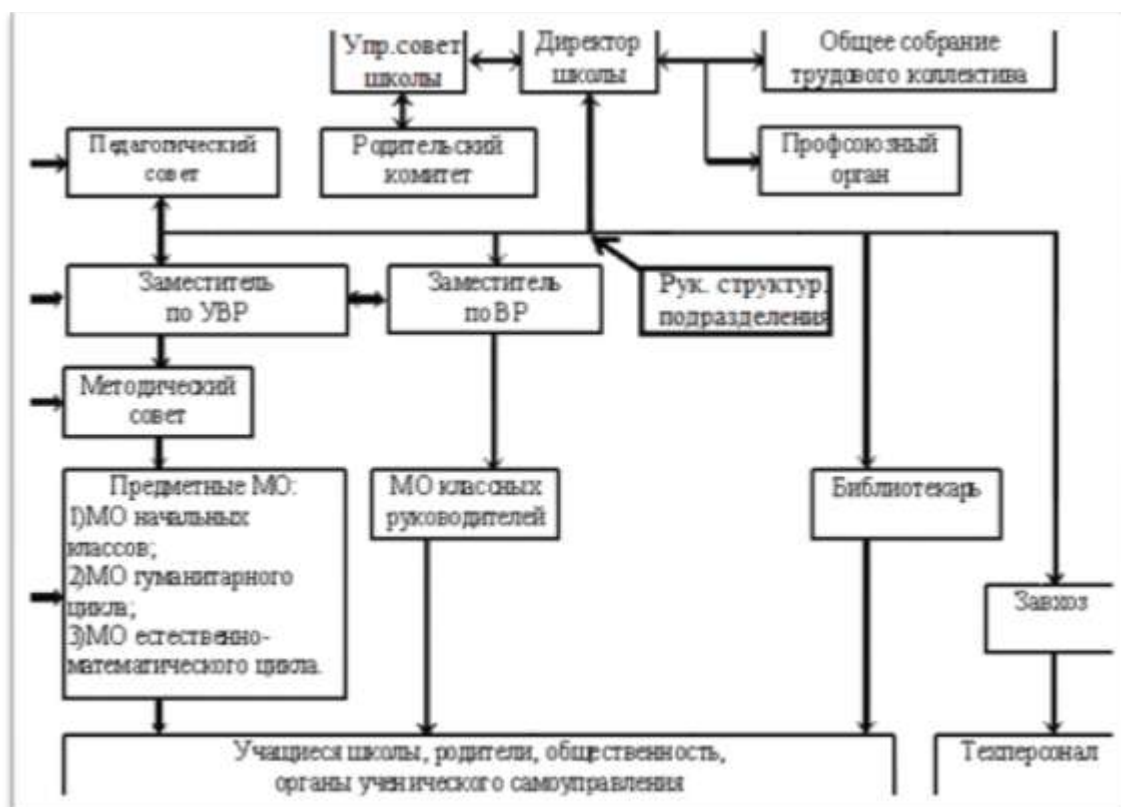 Упр.совет
школы
Директор
школы
Общее собрание
трудового коллектива
Педагогический
совет
Родительский
комитет
Профсоюзный
орган
Заместитель
по УВР
Заместитель
по ВР
Рук. структур.
подразделения
Методический
совет
Предметные МО:
1)МО начальных
классов;
2)МО гуманитарного
цикла;
3)МО естественно-
математического цикла.
МО классных
руководителей
Библиотекарь
Завхоз
Учащиеся школы, родители, общественность,
органы ученического самоуправления
Техперсонал